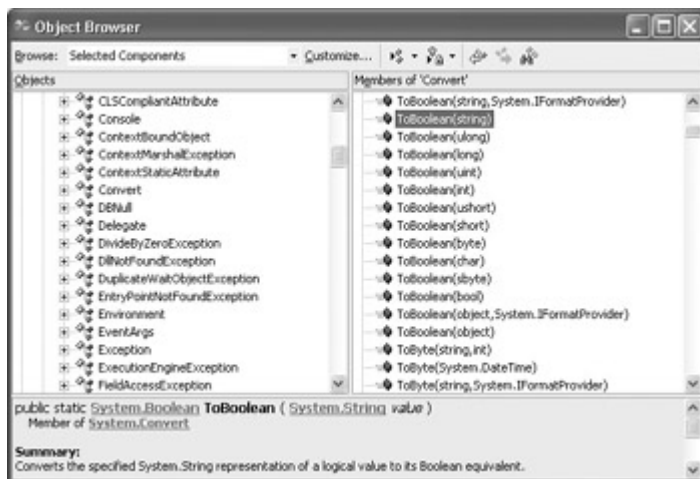 Object Browser
Browse: Selected Components Customize...
Objects
CLSCompliantAttribute
Console
ContextBoundObject
ContextMarshalException
ContextStaticAttribute
Convert
DBNull
Delegate
DivideByZeroException
DllNotFoundException
DuplicateWaitObjectException
EntryPointNotFoundException
Environment
EventArgs
Exception
ExecutionEngineException
FieldAccessException
Members of 'Convert'
ToBoolean(string,System.IFormatProvider)
ToBoolean(string)
ToBoolean(ulong)
ToBoolean(long)
ToBoolean(uint)
ToBoolean(int)
ToBoolean(ushort)
ToBoolean(short)
ToBoolean(byte)
ToBoolean(char)
ToBoolean(sbyte)
ToBoolean(bool)
ToBoolean(object,System.IFormatProvider)
ToBoolean(object)
ToByte(string,int)
ToByte(System.DateTime)
ToByte(string,System.IFormatProvider)
public static System.Boolean ToBoolean ( System.String value )
Member of System.Convert
Summary:
Converts the specified System.String representation of a logical value to its Boolean equivalent.